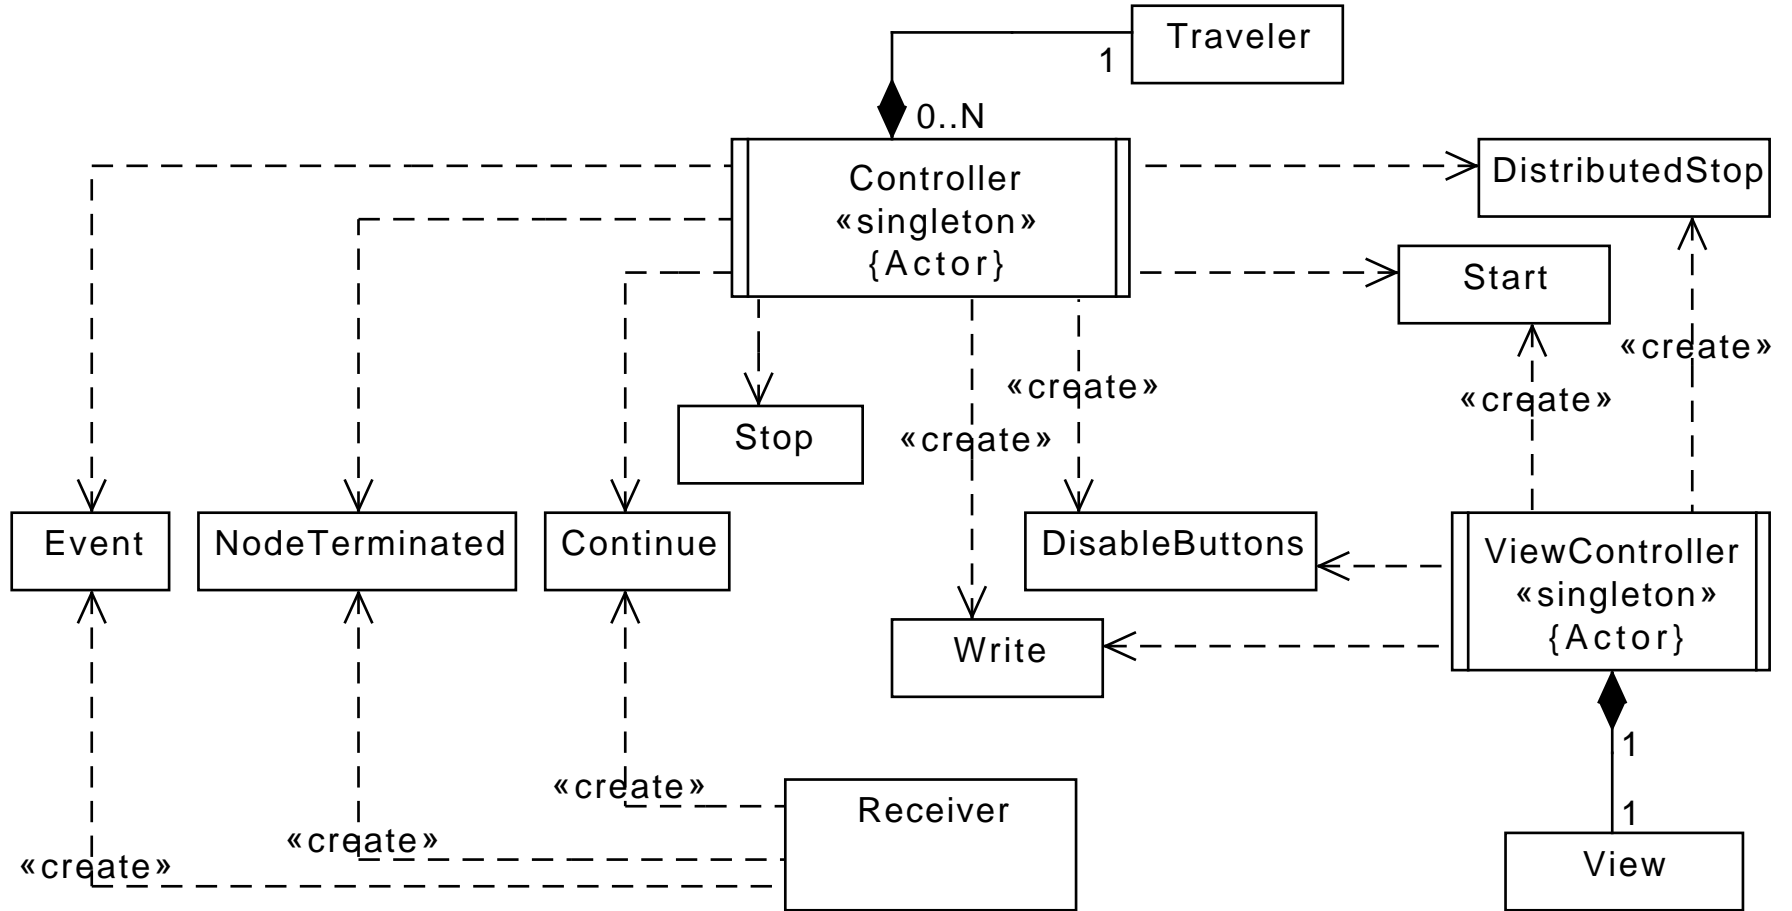 Traveler
1
0..N
Controller
«singleton»
{Actor}
DistributedStop
Start
«create»
«create»
«create»
«create»
Stop
Event
NodeTerminated
Continue
DisableButtons
ViewController
«singleton»
{Actor}
Write
1
«create»
Receiver
1
«create»
«create»
View